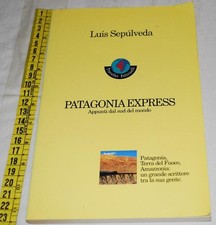 Luis Sepúlveda
PATAGONIA EXPRESS
Appunti dal sud del mondo
Patagonia,
Terra del Fuoco,
Amazzonia:
un grande scrittore
tra la sua gente.